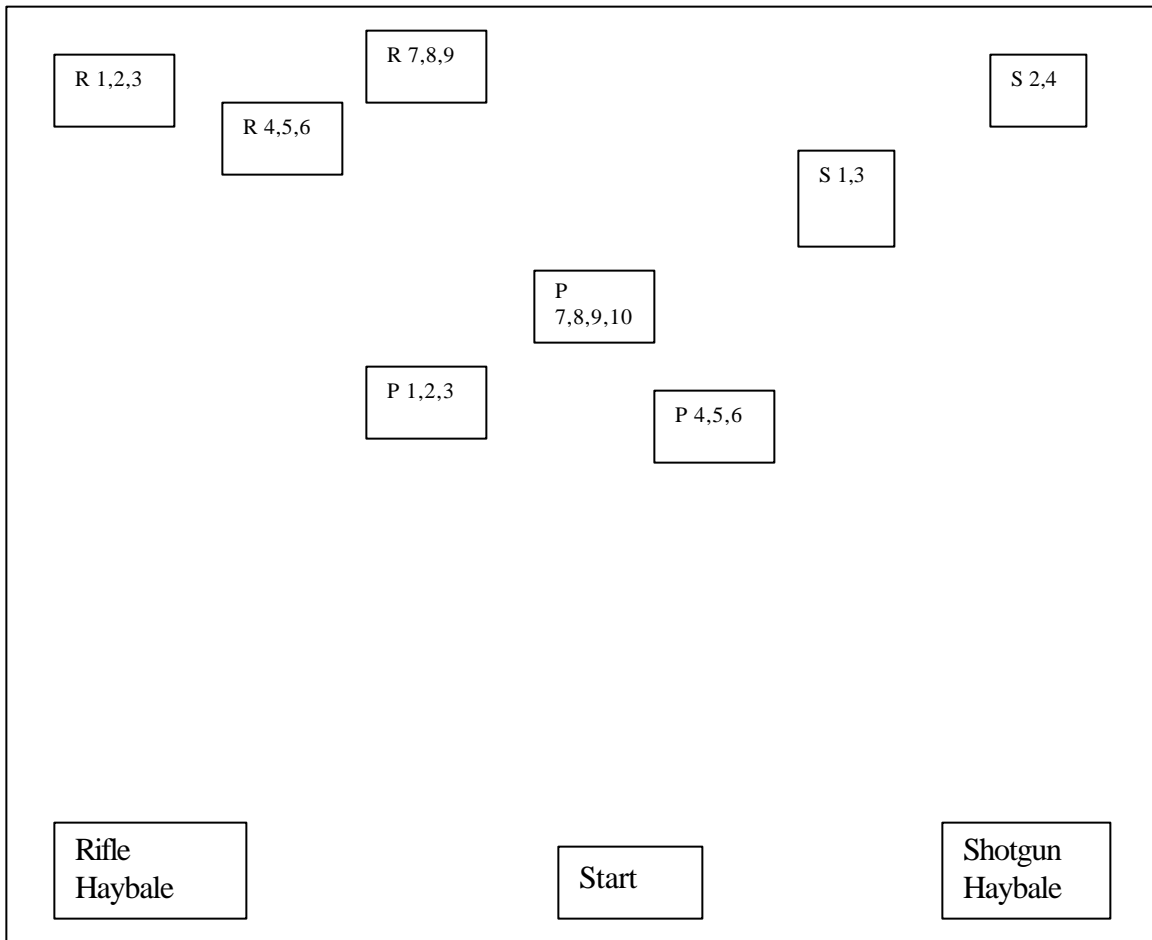 R 7,8,9
R 1,2,3
S 2,4
R 4,5,6
S 1,3
P
7,8,9,10
P 1,2,3
P 4,5,6
Rifle
Haybale
Start
Shotgun
Haybale